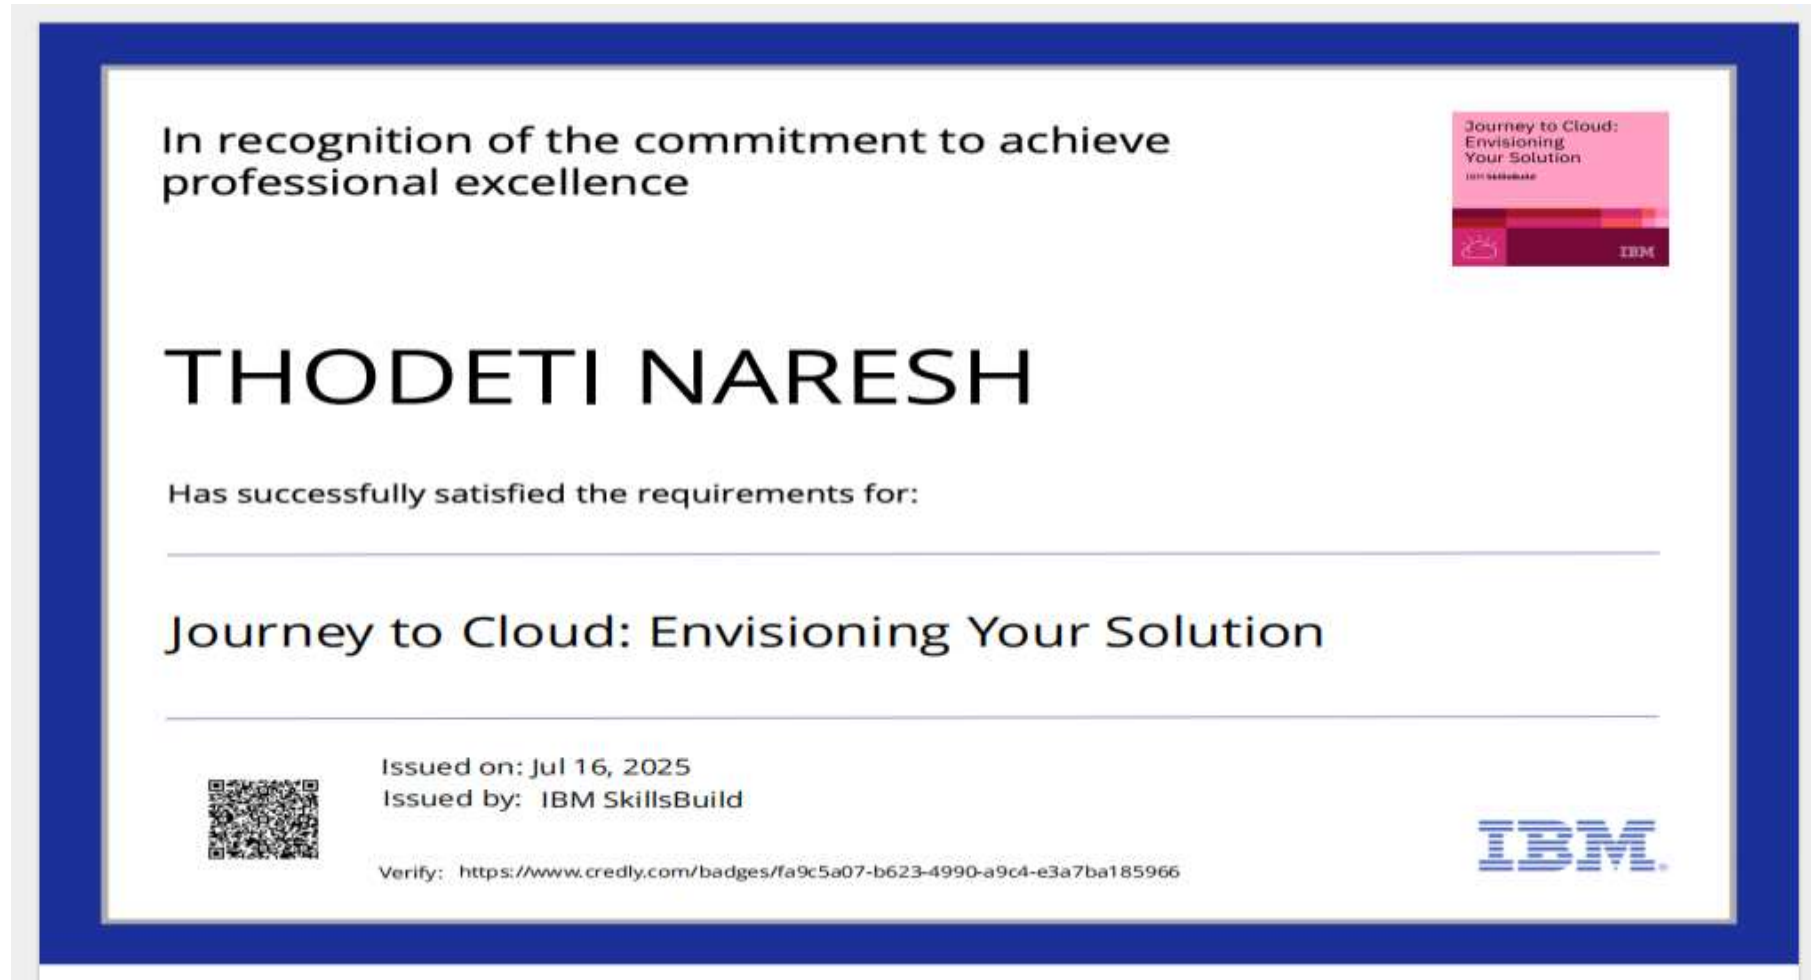 In recognition of the commitment to achieve
professional excellence
Journey to Cloud:
Envisioning
Your Solution
IBM SkillsBuild
IBM
THODETI NARESH
Has successfully satisfied the requirements for:
Journey to Cloud: Envisioning Your Solution
Issued on: Jul 16, 2025
Issued by: IBM SkillsBuild
Verify: https://www.credly.com/badges/fa9c5a07-b623-4990-a9c4-e3a7ba185966
IBM